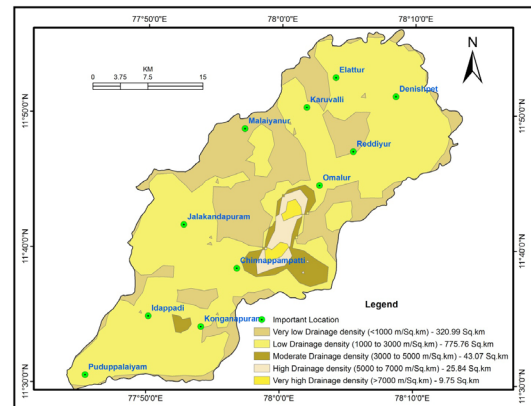 77°50'0"E 78°0'0"E 78°10'0"E
KM
0 3.75 7.5 15
N
Elattur
Denishpet
Karuvalli
11°50'0"N
11°50'0"N
Malaiyanur
Reddiyur
Omalur
Jalakandapuram
11°40'0"N
11°40'0"N
Chinnappampatti
Legend
Idappadi
Konganapuram
Important Location
Very low Drainage density (<1000 m/Sq.km) - 320.99 Sq.km
Low Drainage density (1000 to 3000 m/Sq.km) - 775.76 Sq.km
Moderate Drainage density (3000 to 5000 m/Sq.km) - 43.07 Sq.km
Puduppalaiyam
High Drainage density (5000 to 7000 m/Sq.km) - 25.84 Sq.km
Very high Drainage density (>7000 m/Sq.km) - 9.75 Sq.km
11°30'0"N
11°30'0"N
77°50'0"E 78°0'0"E 78°10'0"E